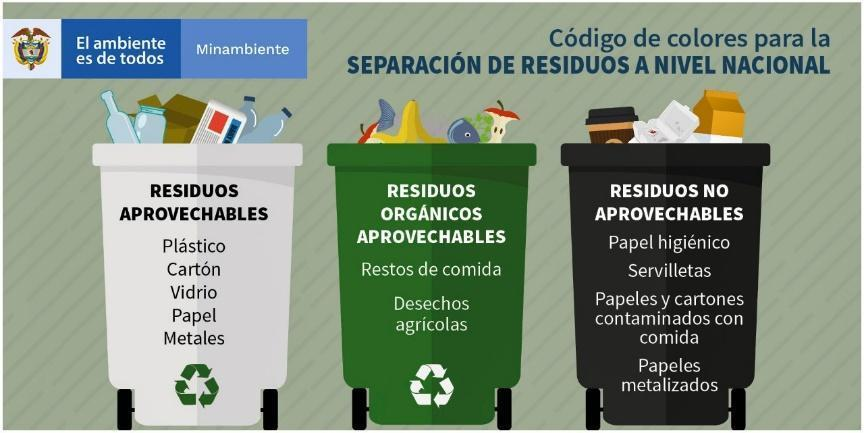 El ambiente
es de todos
Minambiente
Código de colores para la
SEPARACIÓN DE RESIDUOS A NIVEL NACIONAL
RESIDUOS
APROVECHABLES
Plástico
Cartón
Vidrio
Papel
Metales
RESIDUOS
ORGÁNICOS
APROVECHABLES
Restos de comida
Desechos
agrícolas
RESIDUOS NO
APROVECHABLES
Papel higiénico
Servilletas
Papeles y cartones
contaminados con
comida
Papeles
metalizados